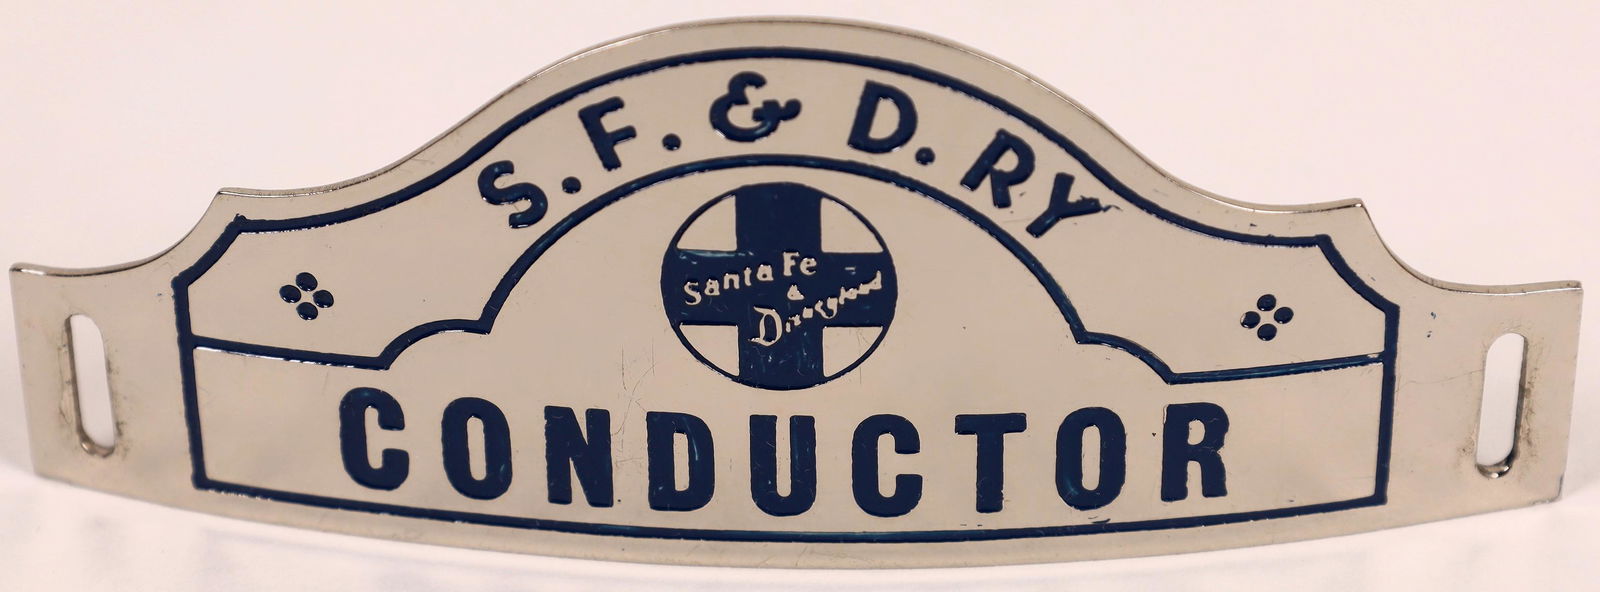 S.F. & D. RY
Santa Fe
&
Disneyland
CONDUCTOR